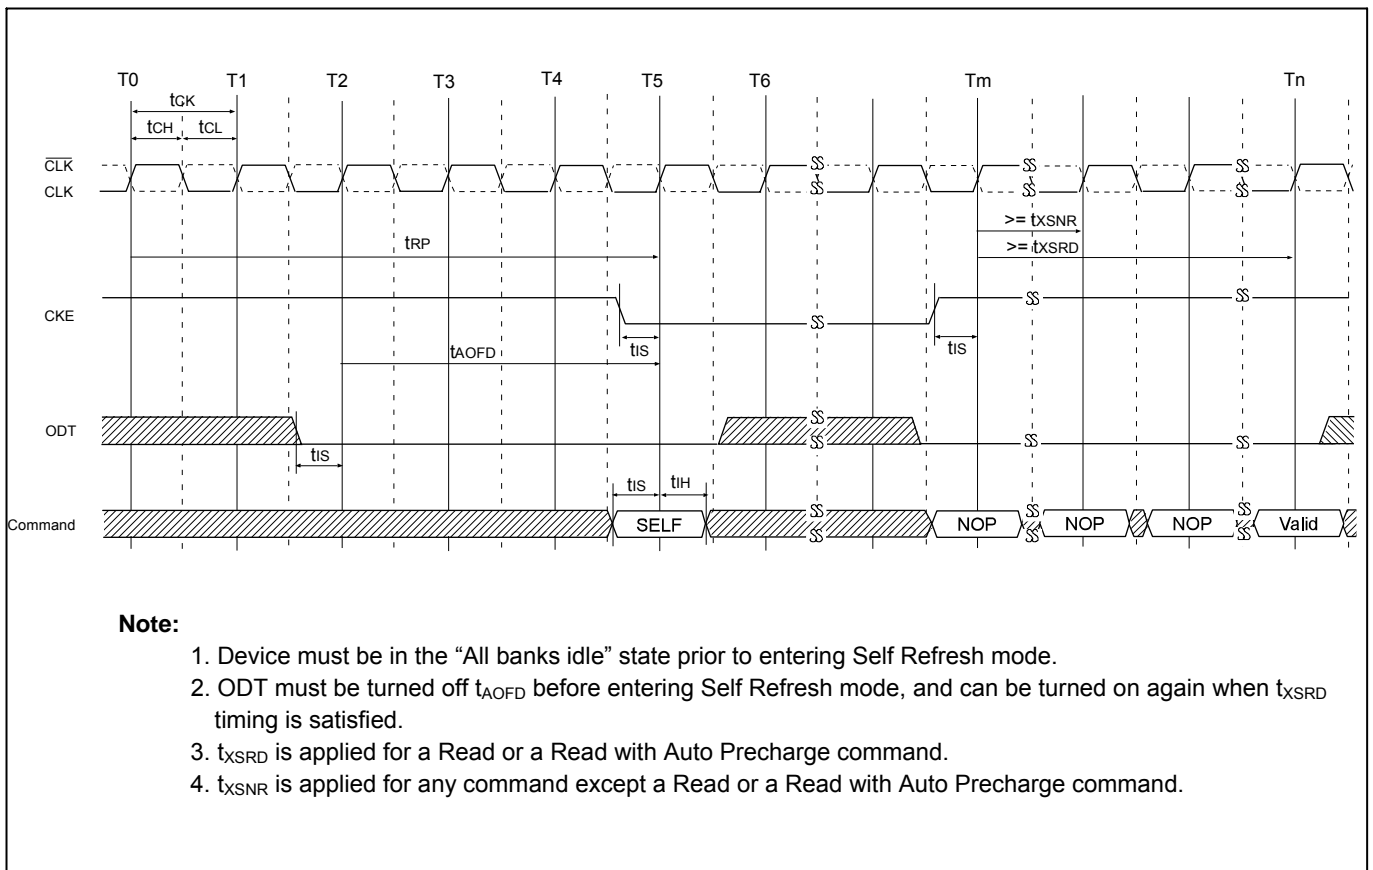 T0 T1 T2 T3 T4 T5 T6 Tm Tn
tCK
tCH tCL
CLK
CLK
>= tXSNR
tRP
>= tXSRD
CKE
tIS
tIS
tAOFD
ODT
tIS
tIS tIH
Command
SELF NOP NOP NOP Valid
Note:
1. Device must be in the “All banks idle” state prior to entering Self Refresh mode.
2. ODT must be turned off tAOFD before entering Self Refresh mode, and can be turned on again when tXSRD
timing is satisfied.
3. tXSRD is applied for a Read or a Read with Auto Precharge command.
4. tXSNR is applied for any command except a Read or a Read with Auto Precharge command.